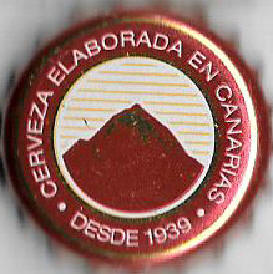 CERVEZA ELABORADA EN CANARIAS
DESDE 1939